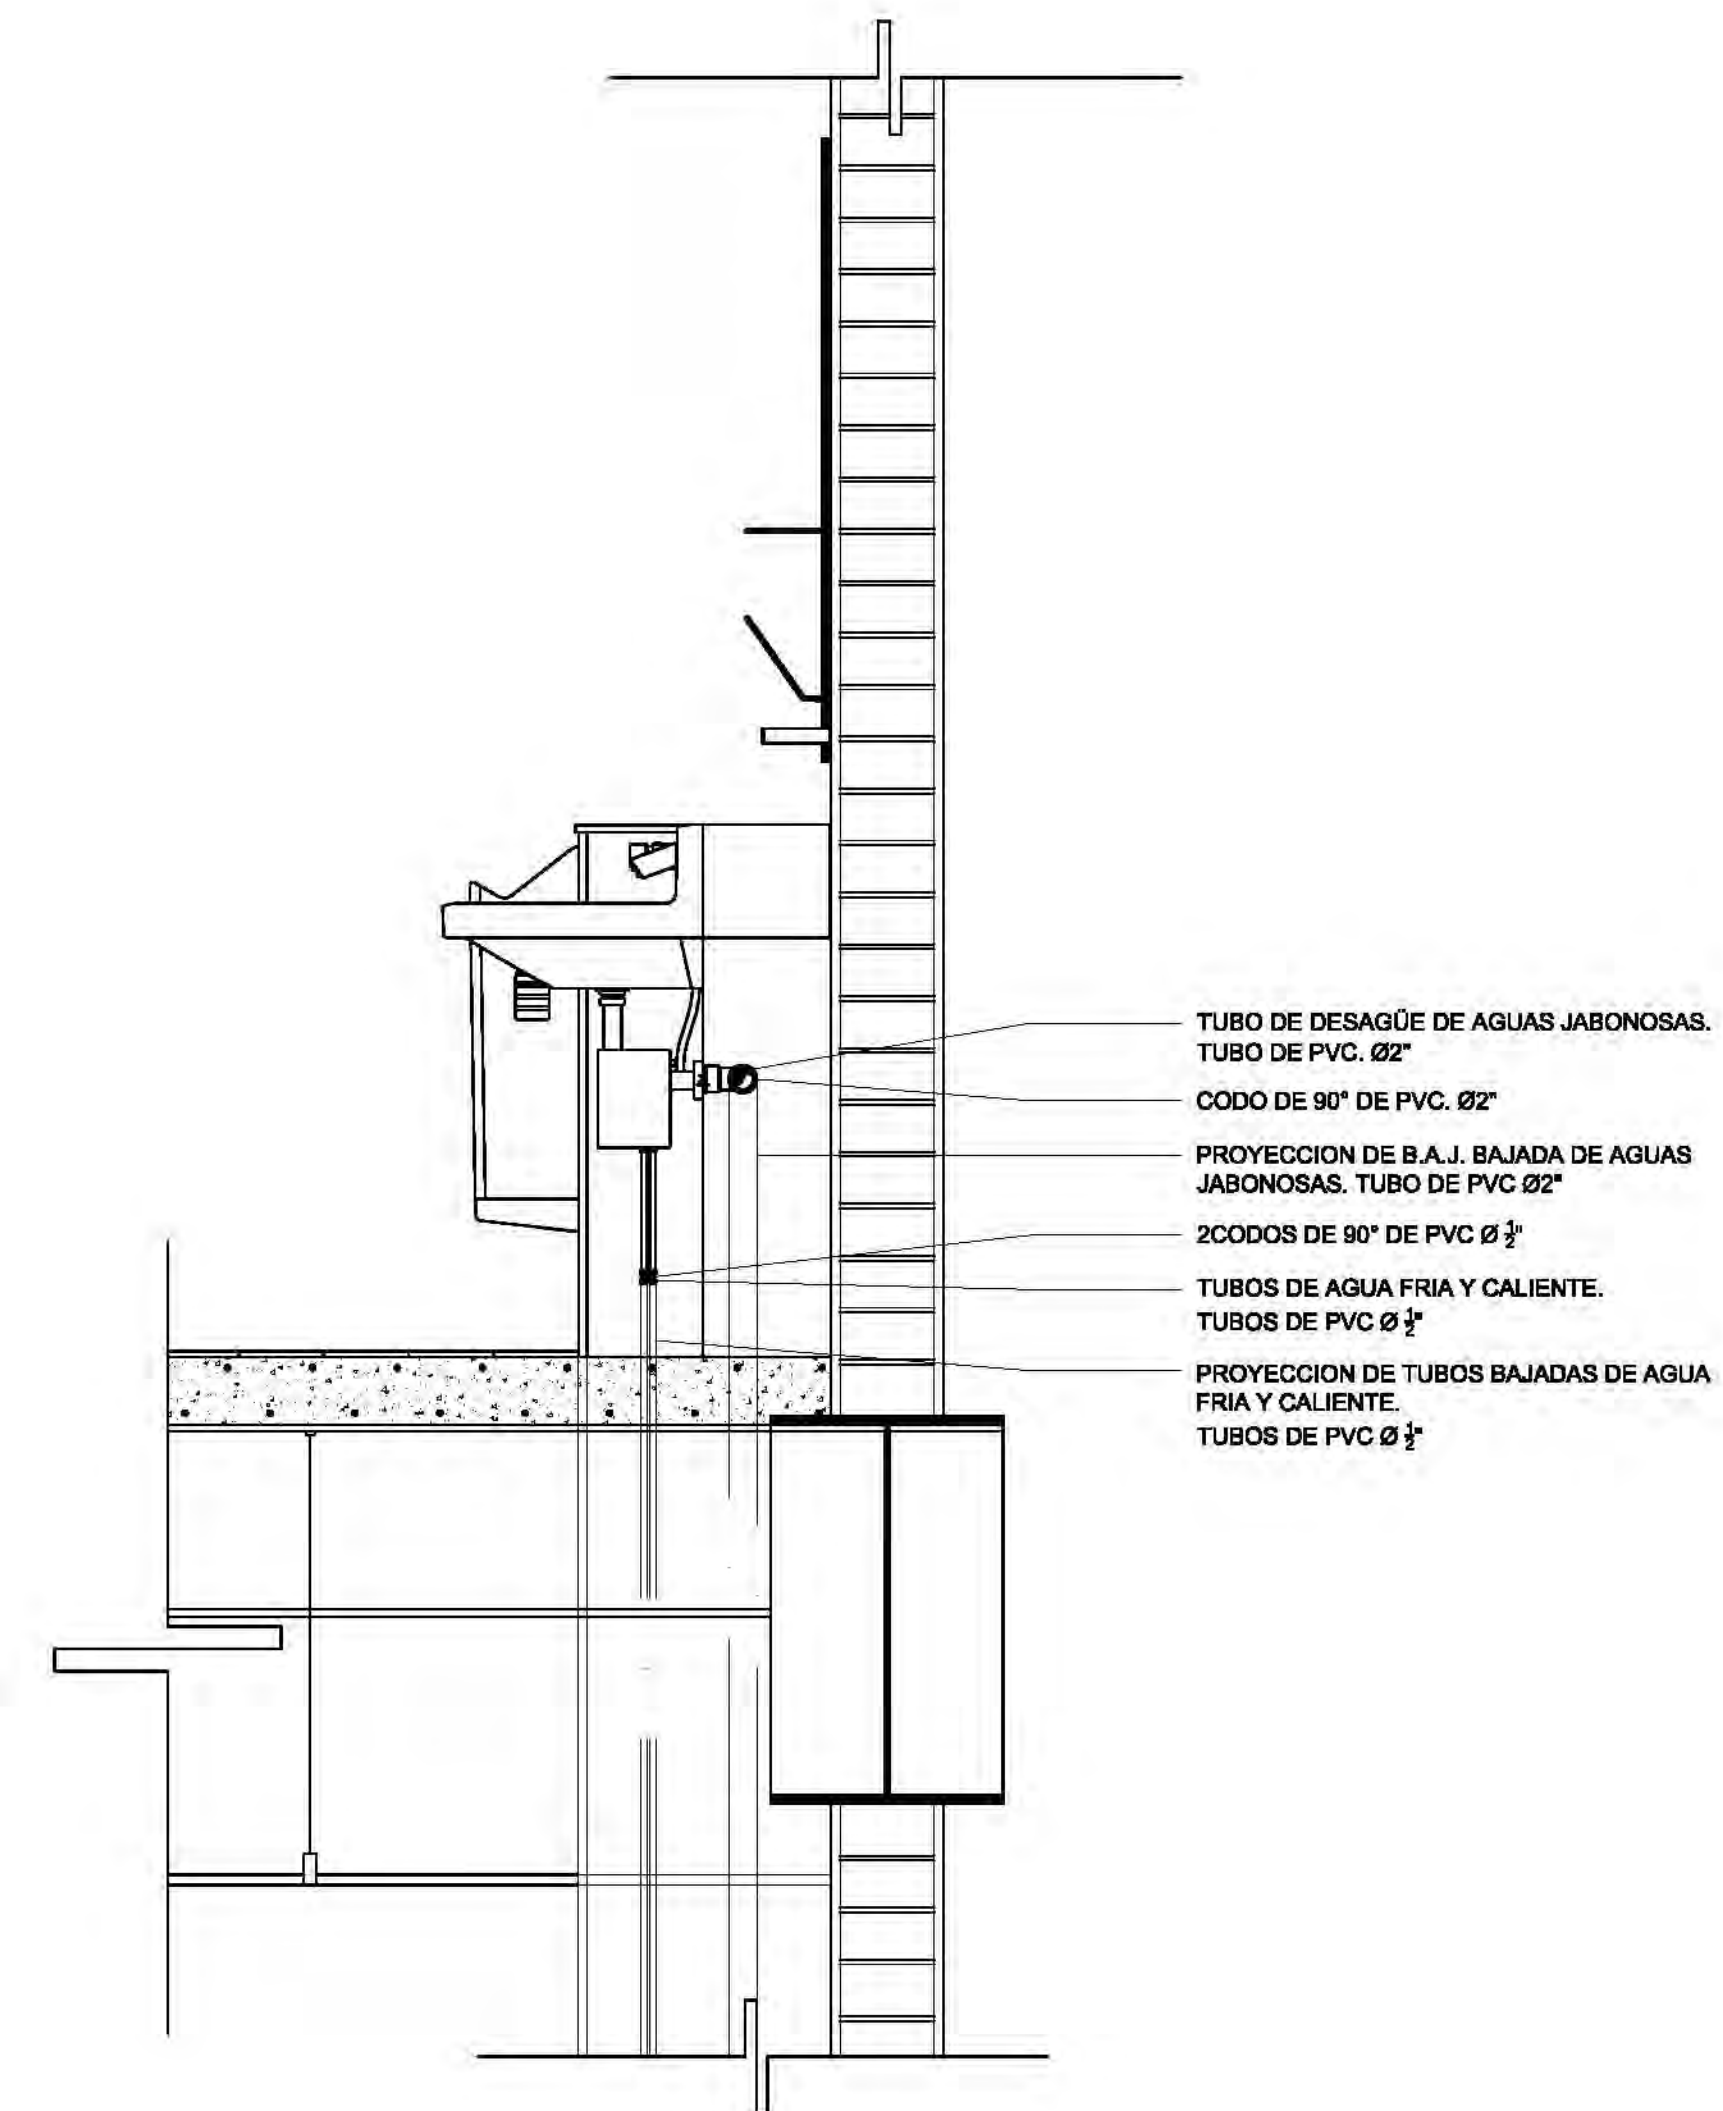 TUBO DE DESAGÜE DE AGUAS JABONOSAS.
TUBO DE PVC. Ø2"
CODO DE 90° DE PVC. Ø2"
PROYECCION DE B.A.J. BAJADA DE AGUAS
JABONOSAS. TUBO DE PVC Ø2"
2CODOS DE 90° DE PVC Ø ½"
TUBOS DE AGUA FRIA Y CALIENTE.
TUBOS DE PVC Ø ½"
PROYECCION DE TUBOS BAJADAS DE AGUA
FRIA Y CALIENTE.
TUBOS DE PVC Ø ½"